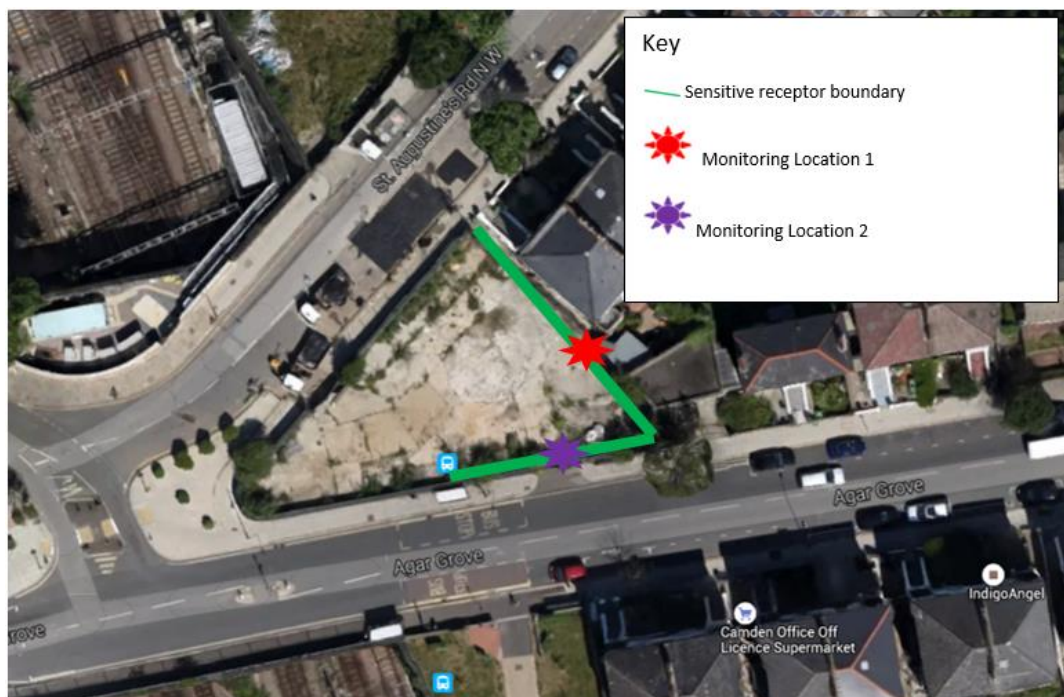 Key
Sensitive receptor boundary
Monitoring Location 1
Monitoring Location 2
St. Augustine's Rd N W
Agar Grove
Agar Grove
IndigoAngel
Camden Office Off
Licence Supermarket